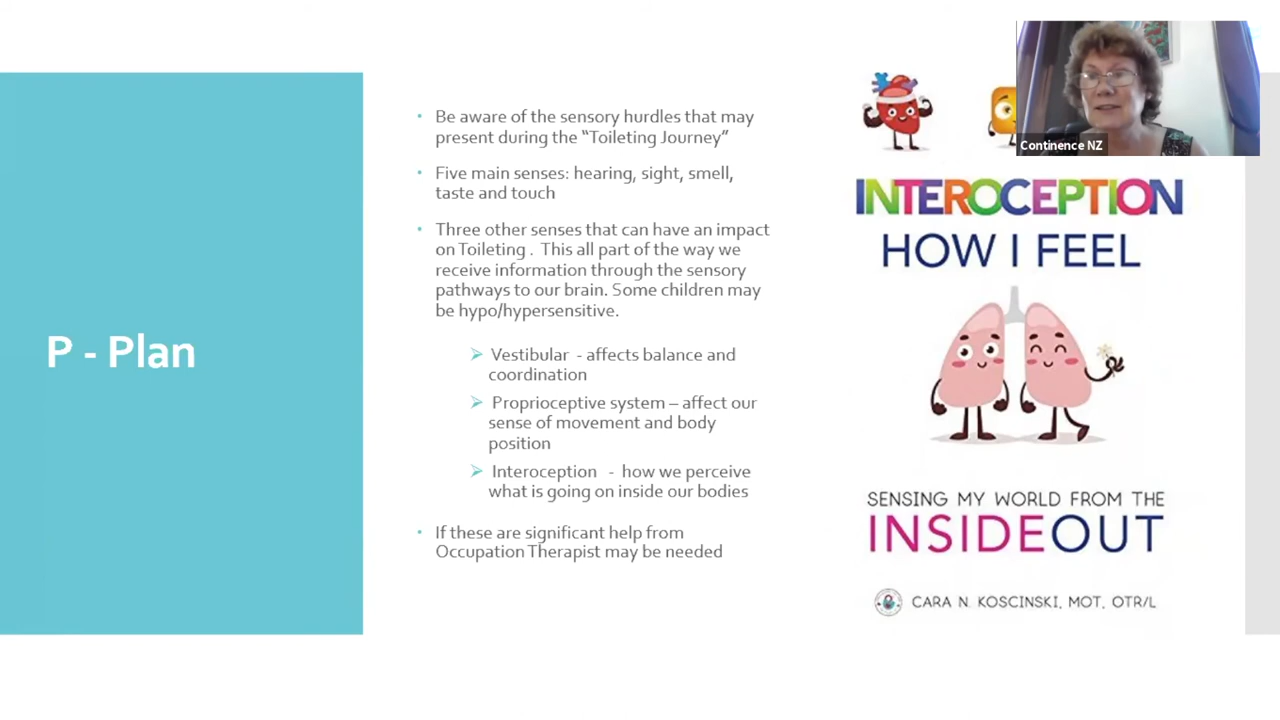 P - Plan
Be aware of the sensory hurdles that may
present during the “Toileting Journey”
Five main senses: hearing, sight, smell,
taste and touch
Three other senses that can have an impact
on Toileting . This all part of the way we
receive information through the sensory
pathways to our brain. Some children may
be hypo/hypersensitive.
Vestibular - affects balance and
coordination
Proprioceptive system – affect our
sense of movement and body
position
Interoception - how we perceive
what is going on inside our bodies
If these are significant help from
Occupation Therapist may be needed
Continence NZ
INTEROCEPTION
HOW I FEEL
SENSING MY WORLD FROM THE
INSIDEOUT
CARA N. KOSCINSKI, MOT, OTR/L